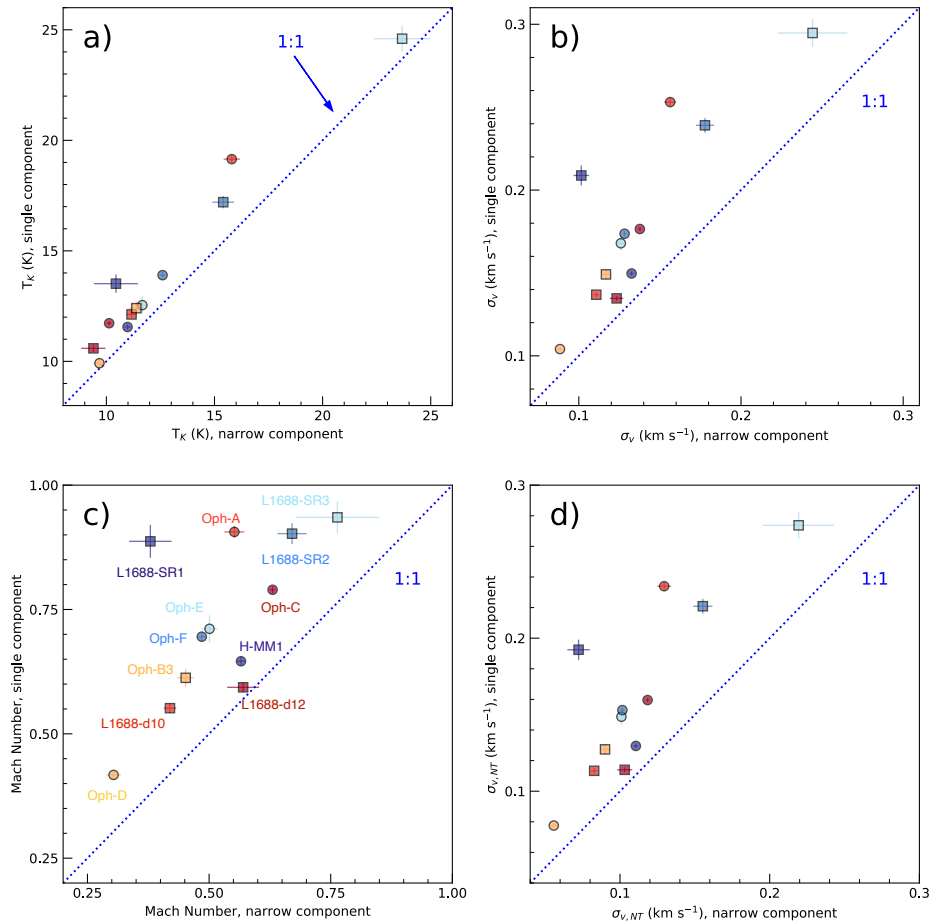 a)
1:1
25
20
15
10
T_K (K), single component
10
15
20
25
T_K (K), narrow component
b)
1:1
0.3
0.2
0.1
σ_v (km s⁻¹), single component
0.1
0.2
0.3
σ_v (km s⁻¹), narrow component
c)
L1688-SR3
Oph-A
L1688-SR2
L1688-SR1
1:1
Oph-C
Oph-E
Oph-F
H-MM1
Oph-B3
L1688-d12
L1688-d10
Oph-D
1.00
0.75
0.50
0.25
Mach Number, single component
0.25
0.50
0.75
1.00
Mach Number, narrow component
d)
1:1
0.3
0.2
0.1
σ_{v,NT} (km s⁻¹), single component
0.1
0.2
0.3
σ_{v,NT} (km s⁻¹), narrow component